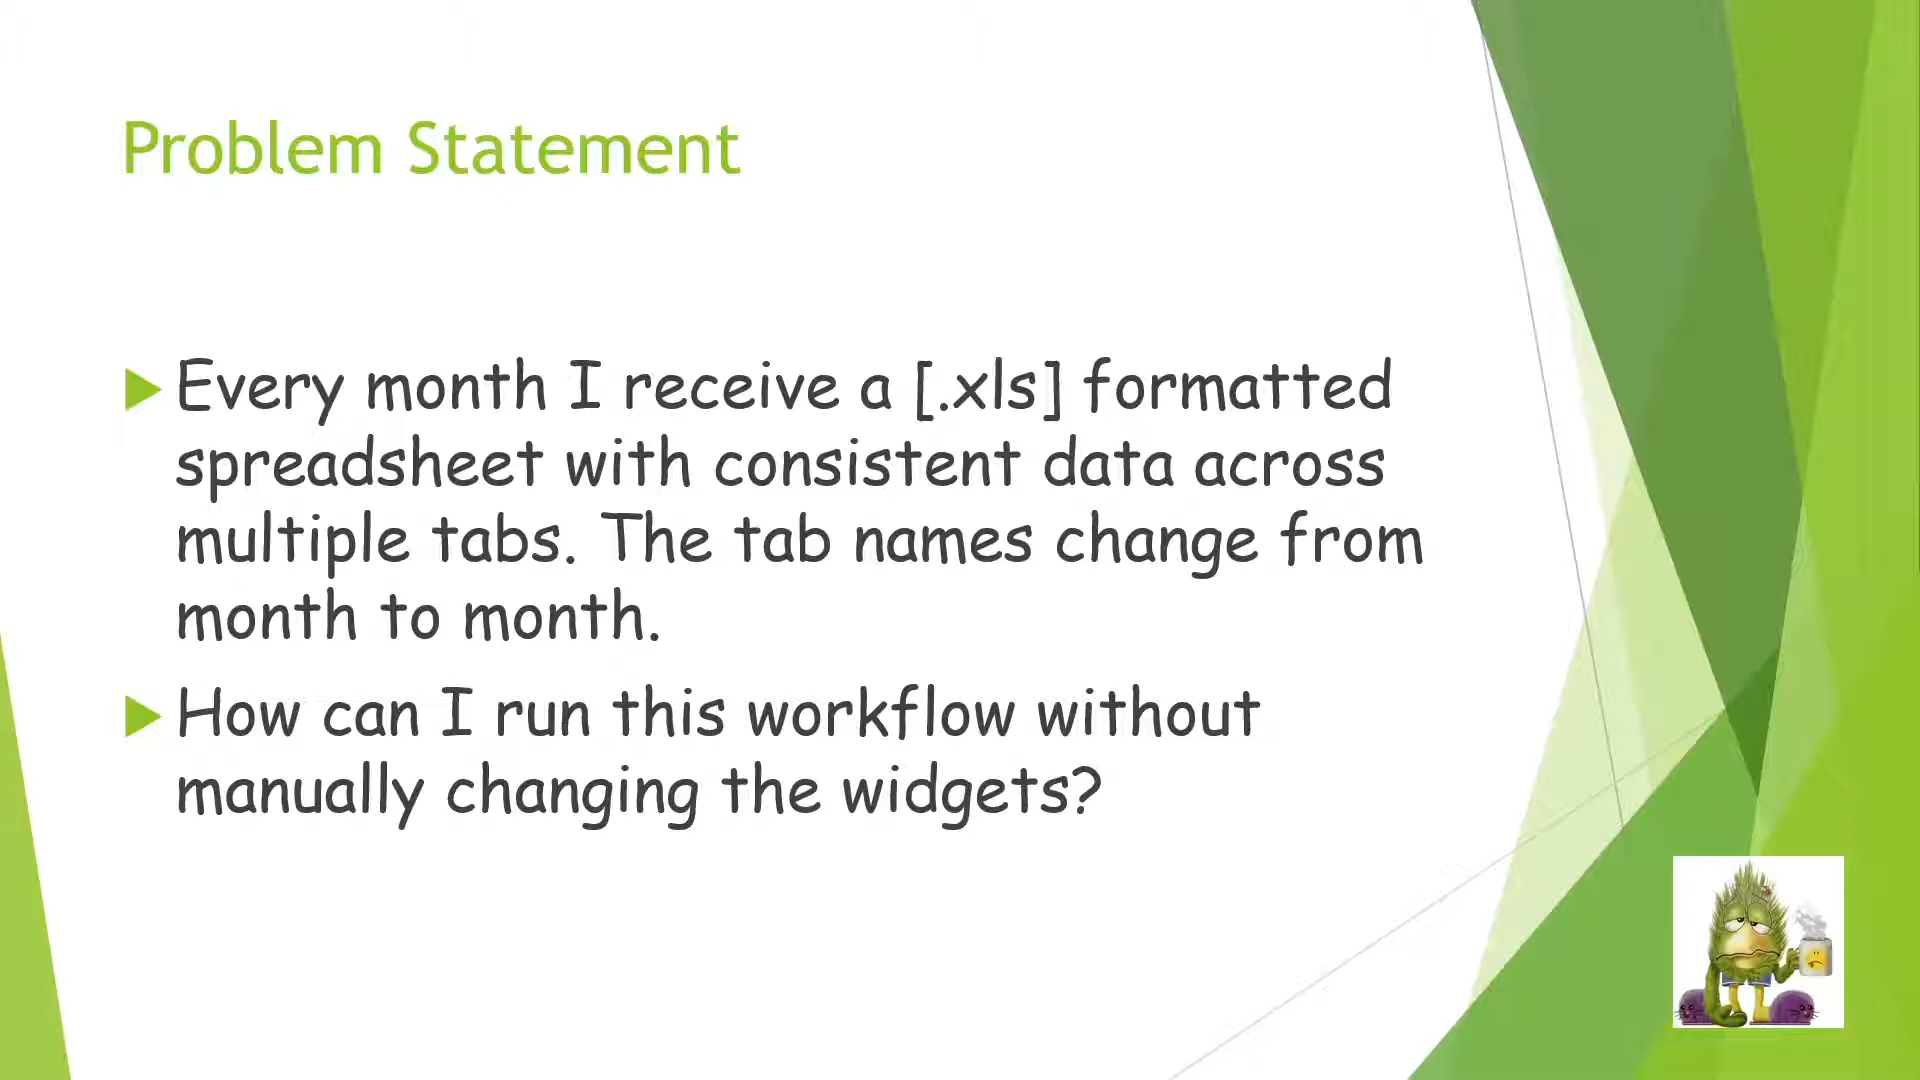 Problem Statement
Every month I receive a [.xls] formatted
spreadsheet with consistent data across
multiple tabs. The tab names change from
month to month.
How can I run this workflow without
manually changing the widgets?